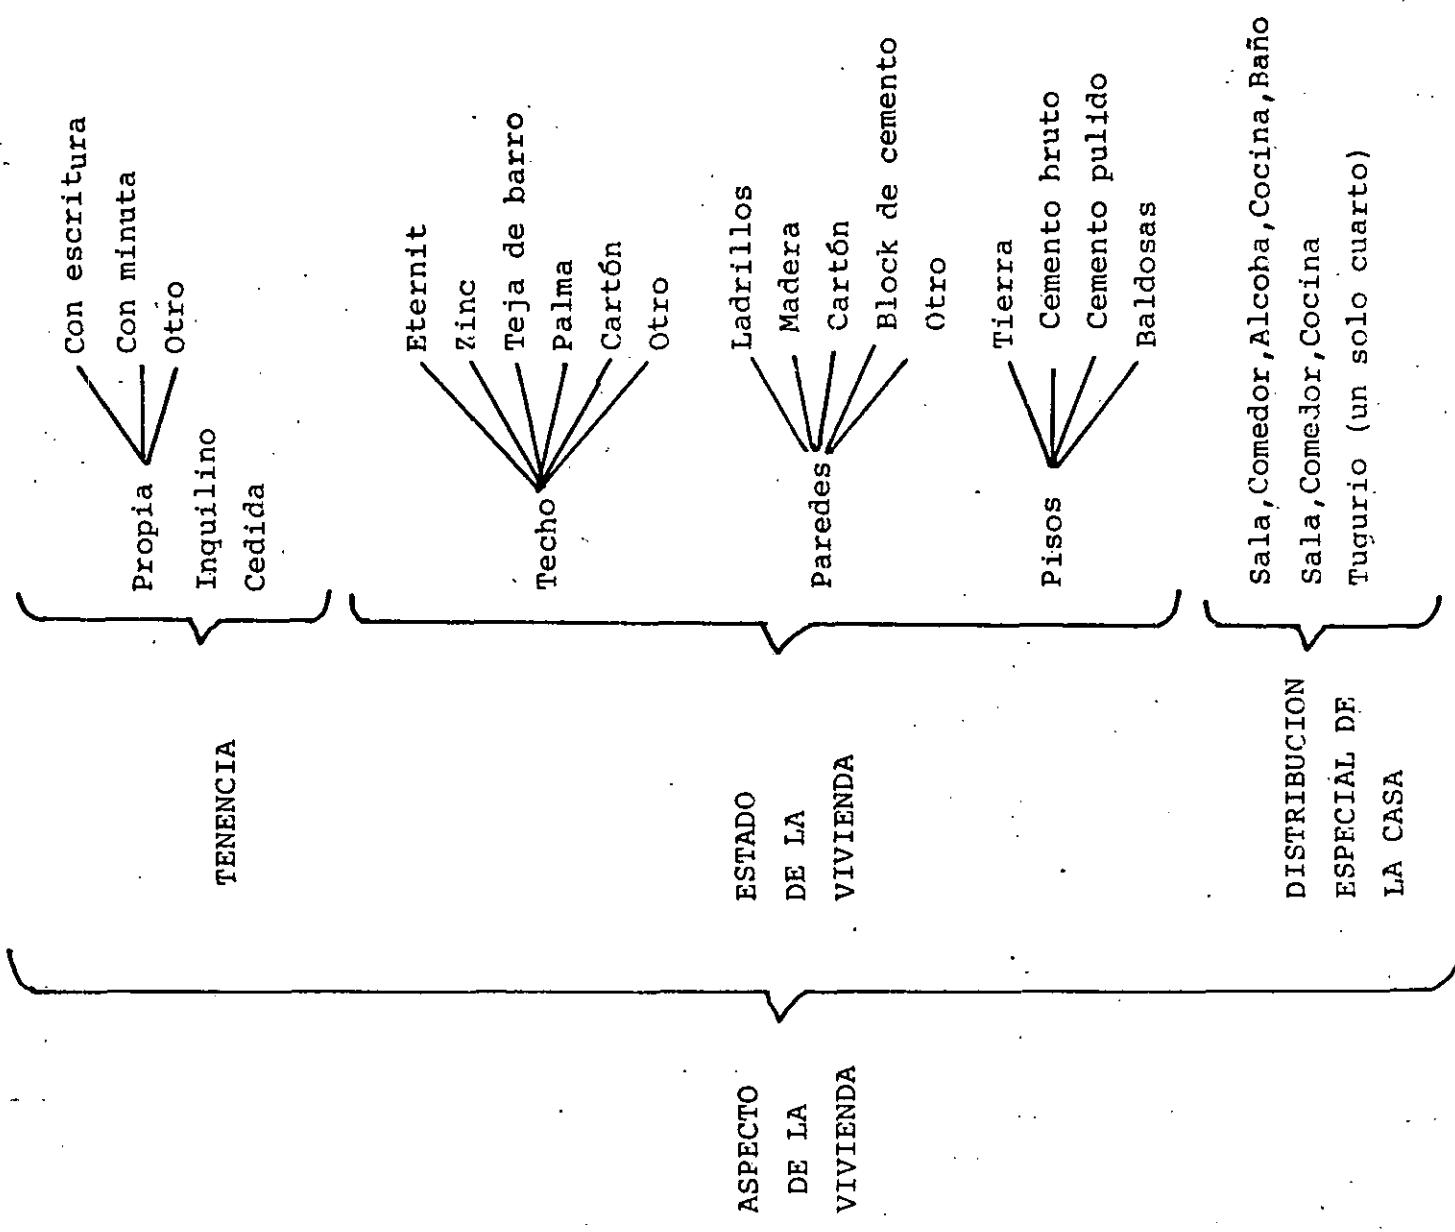 ASPECTO
DE LA
VIVIENDA
TENENCIA
Propia
Con escritura
Con minuta
Otro
Inquilino
Cedida
ESTADO
DE LA
VIVIENDA
Techo
Eternit
Zinc
Teja de barro
Palma
Cartón
Otro
Paredes
Ladrillos
Madera
Cartón
Block de cemento
Otro
Pisos
Tierra
Cemento bruto
Cemento pulido
Baldosas
DISTRIBUCION
ESPECIAL DE
LA CASA
Sala,Comedor,Alcoba,Cocina,Baño
Sala,Comedor,Cocina
Tugurio (un solo cuarto)